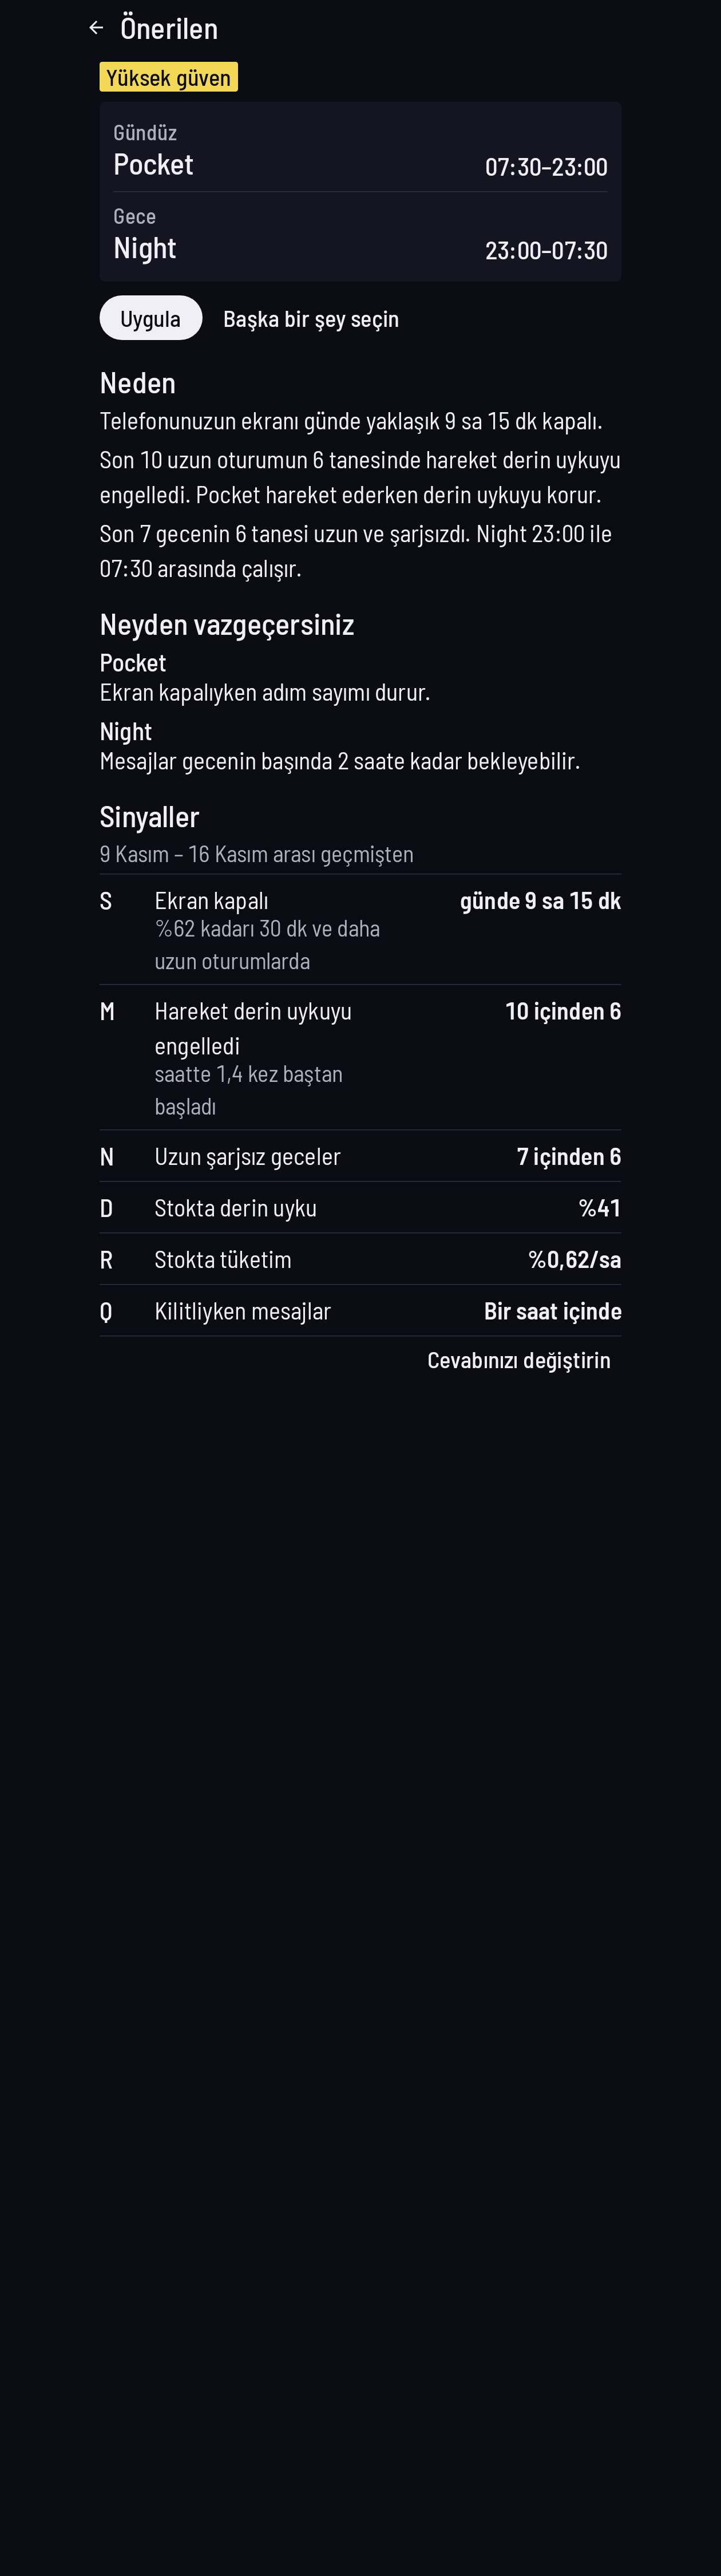 Önerilen
Yüksek güven
Gündüz
Pocket 07:30–23:00
Gece
Night 23:00–07:30
Uygula Başka bir şey seçin
Neden
Telefonunuzun ekranı günde yaklaşık 9 sa 15 dk kapalı.
Son 10 uzun oturumun 6 tanesinde hareket derin uykuyu
engelledi. Pocket hareket ederken derin uykuyu korur.
Son 7 gecenin 6 tanesi uzun ve şarjsızdı. Night 23:00 ile
07:30 arasında çalışır.
Neyden vazgeçersiniz
Pocket
Ekran kapalıyken adım sayımı durur.
Night
Mesajlar gecenin başında 2 saate kadar bekleyebilir.
Sinyaller
9 Kasım – 16 Kasım arası geçmişten
S Ekran kapalı günde 9 sa 15 dk
%62 kadarı 30 dk ve daha
uzun oturumlarda
M Hareket derin uykuyu 10 içinden 6
engelledi
saatte 1,4 kez baştan
başladı
N Uzun şarjsız geceler 7 içinden 6
D Stokta derin uyku %41
R Stokta tüketim %0,62/sa
Q Kilitliyken mesajlar Bir saat içinde
Cevabınızı değiştirin